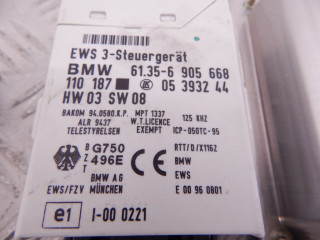 EWS 3-Steuergerät
BMW 61.35-6 905 668
110 187 05 3932 44
HW 03 SW 08
BAKOM 94.0580.K.P. MPT 1337 125 KHZ
ALR 9437 W.T.LICENCE
TELESTYRELSEN EXEMPT ICP-050TC-95
BZT G750 496E RTT/D/X1162
BMW
BMW AG EWS
EWS/FZV MÜNCHEN E 00 96 0801
e1 I-00 0221